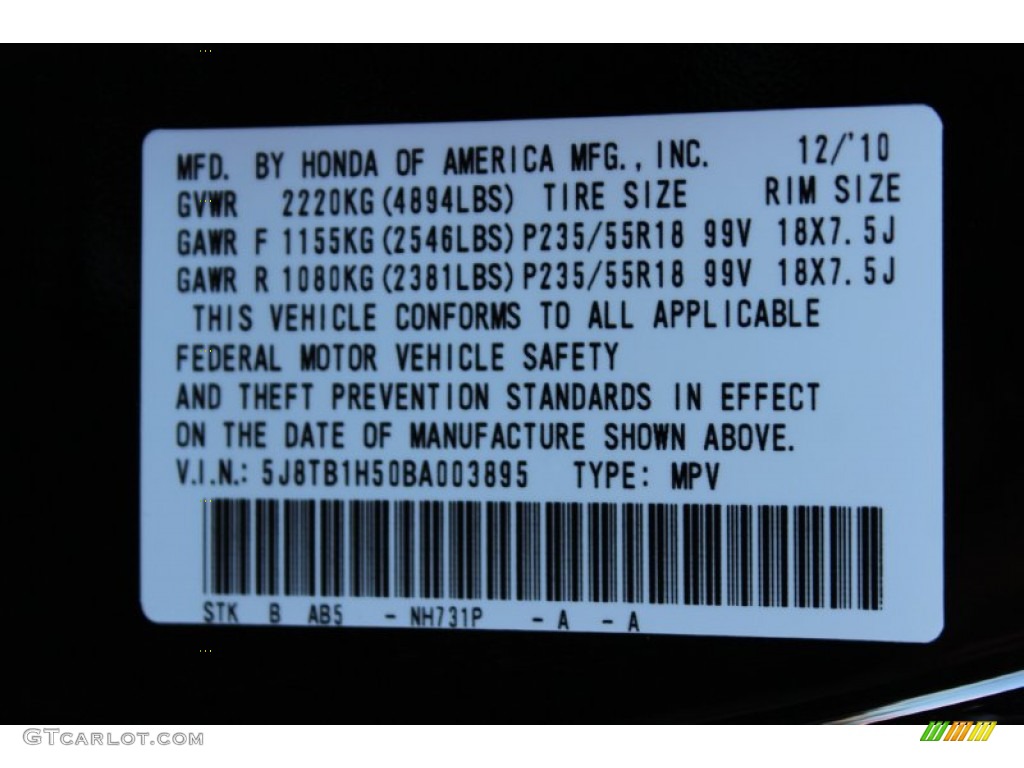 MFD. BY HONDA OF AMERICA MFG., INC. 12/'10
GVWR 2220KG (4894LBS) TIRE SIZE RIM SIZE
GAWR F 1155KG (2546LBS) P235/55R18 99V 18X7.5J
GAWR R 1080KG (2381LBS) P235/55R18 99V 18X7.5J
THIS VEHICLE CONFORMS TO ALL APPLICABLE
FEDERAL MOTOR VEHICLE SAFETY
AND THEFT PREVENTION STANDARDS IN EFFECT
ON THE DATE OF MANUFACTURE SHOWN ABOVE.
V.I.N.: 5J8TB1H50BA003895 TYPE: MPV
STK B AB5 - NH731P - A - A
GTCARLOT.COM